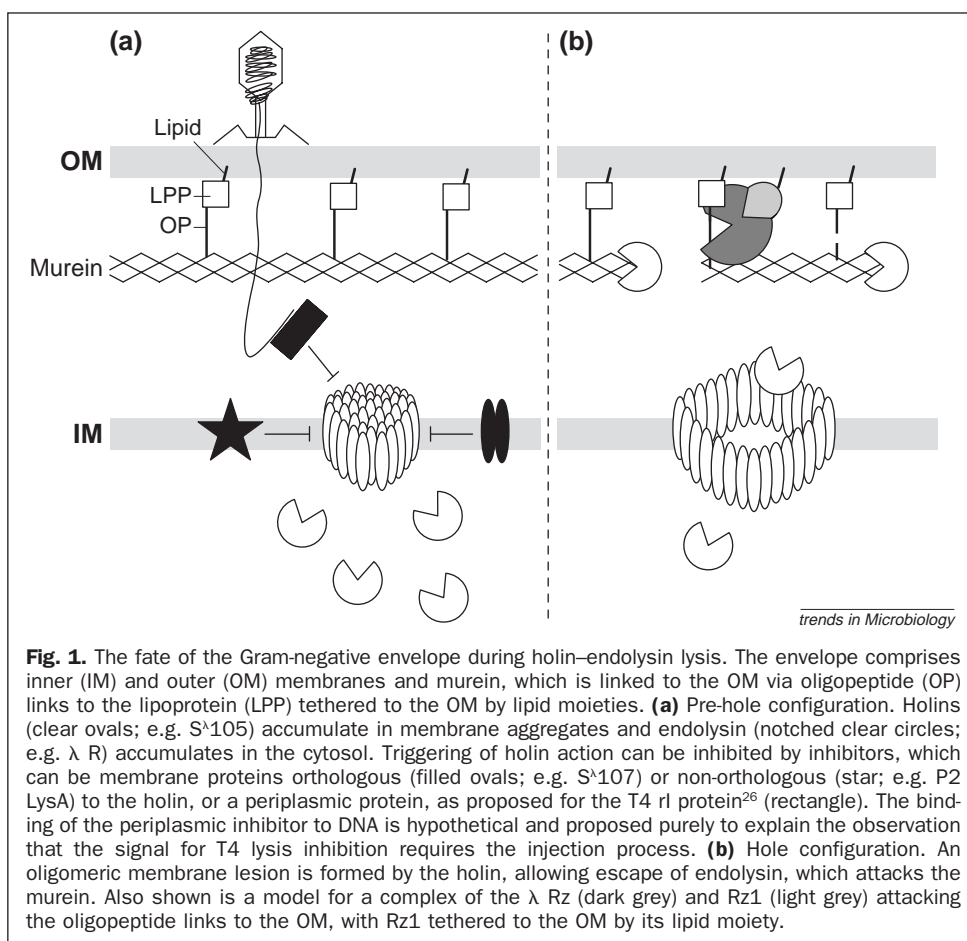 (a)
(b)
Lipid
OM
LPP
OP
Murein
IM
trends in Microbiology
Fig. 1. The fate of the Gram-negative envelope during holin–endolysin lysis. The envelope comprises
inner (IM) and outer (OM) membranes and murein, which is linked to the OM via oligopeptide (OP)
links to the lipoprotein (LPP) tethered to the OM by lipid moieties. (a) Pre-hole configuration. Holins
(clear ovals; e.g. Sλ105) accumulate in membrane aggregates and endolysin (notched clear circles;
e.g. λ R) accumulates in the cytosol. Triggering of holin action can be inhibited by inhibitors, which
can be membrane proteins orthologous (filled ovals; e.g. Sλ107) or non-orthologous (star; e.g. P2
LysA) to the holin, or a periplasmic protein, as proposed for the T4 rI protein26 (rectangle). The bind-
ing of the periplasmic inhibitor to DNA is hypothetical and proposed purely to explain the observation
that the signal for T4 lysis inhibition requires the injection process. (b) Hole configuration. An
oligomeric membrane lesion is formed by the holin, allowing escape of endolysin, which attacks the
murein. Also shown is a model for a complex of the λ Rz (dark grey) and Rz1 (light grey) attacking
the oligopeptide links to the OM, with Rz1 tethered to the OM by its lipid moiety.